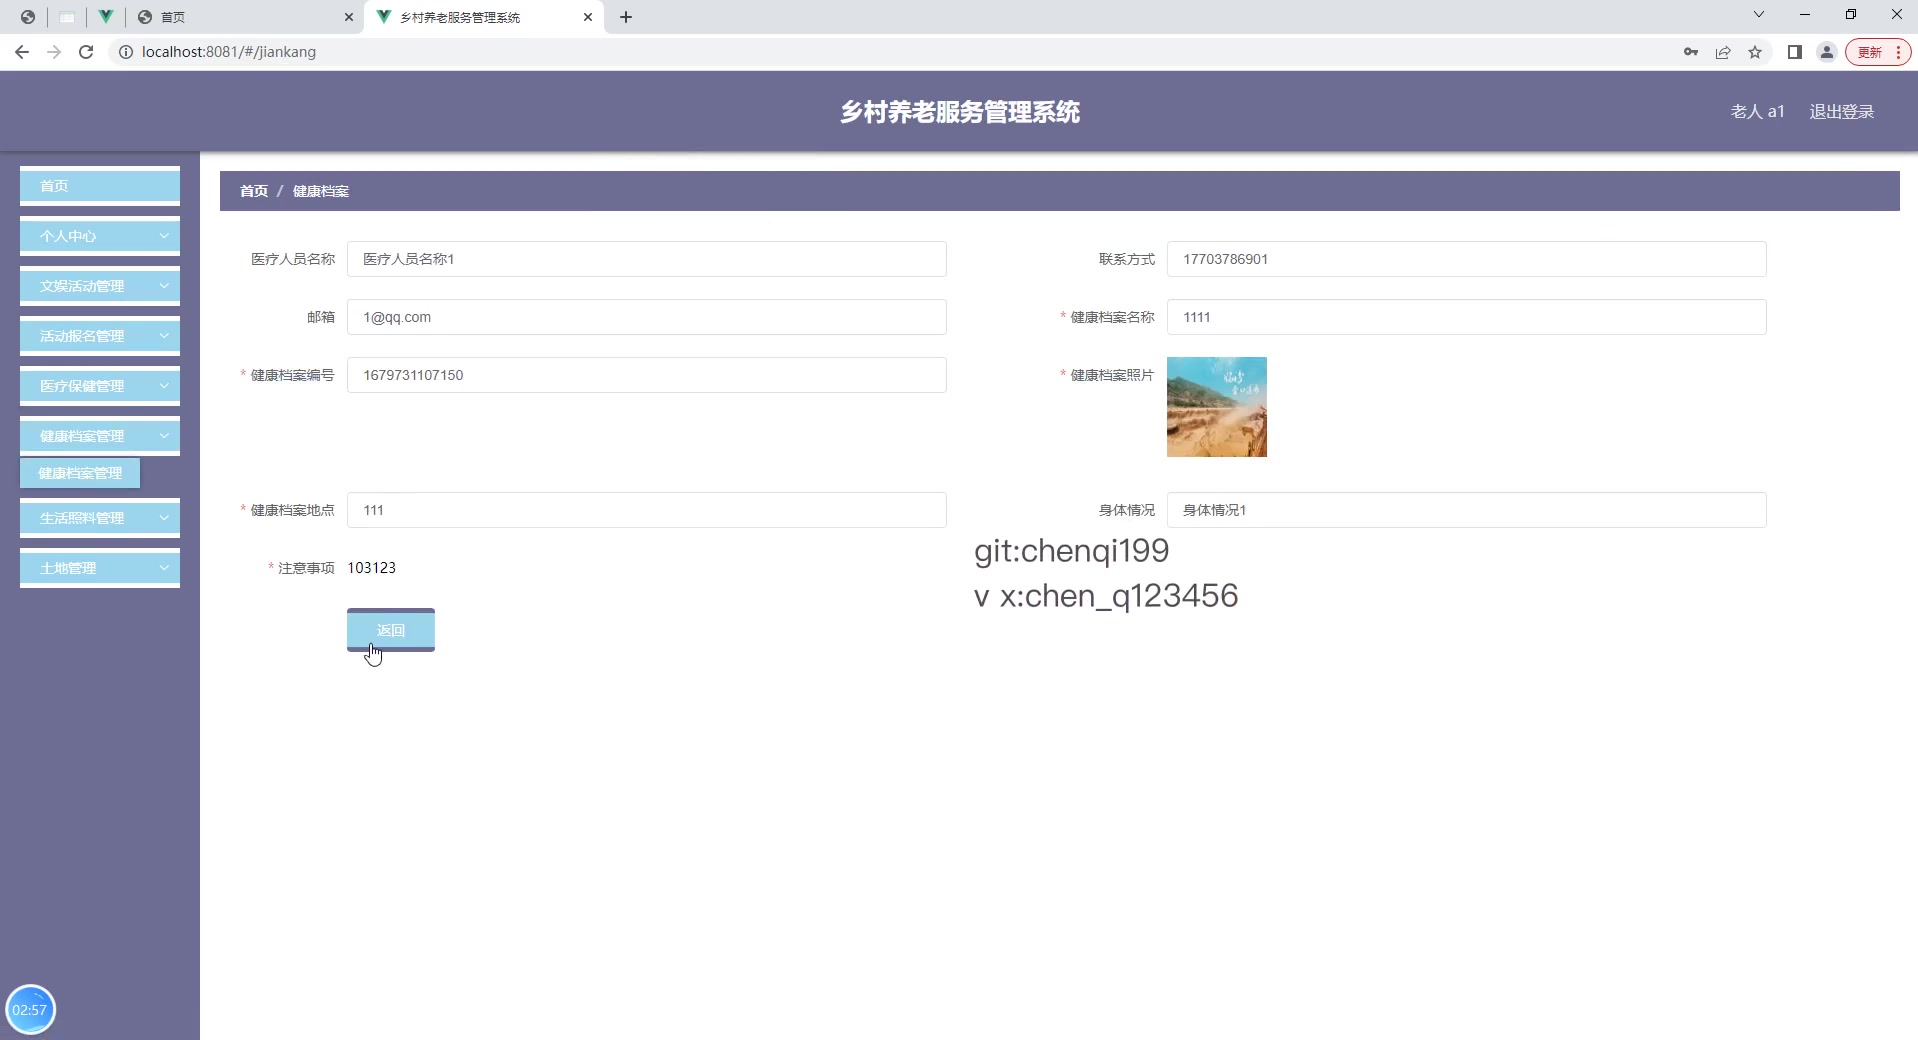 首页
乡村养老服务管理系统
localhost:8081/#/jiankang
更新
乡村养老服务管理系统
老人 a1
退出登录
首页
个人中心
文娱活动管理
活动报名管理
医疗保健管理
健康档案管理
健康档案管理
生活照料管理
土地管理
首页 / 健康档案
医疗人员名称 医疗人员名称1
联系方式 17703786901
邮箱 1@qq.com
* 健康档案名称 1111
* 健康档案编号 1679731107150
* 健康档案照片
* 健康档案地点 111
身体情况 身体情况1
* 注意事项 103123
返回
git:chenqi199
v x:chen_q123456
02:57